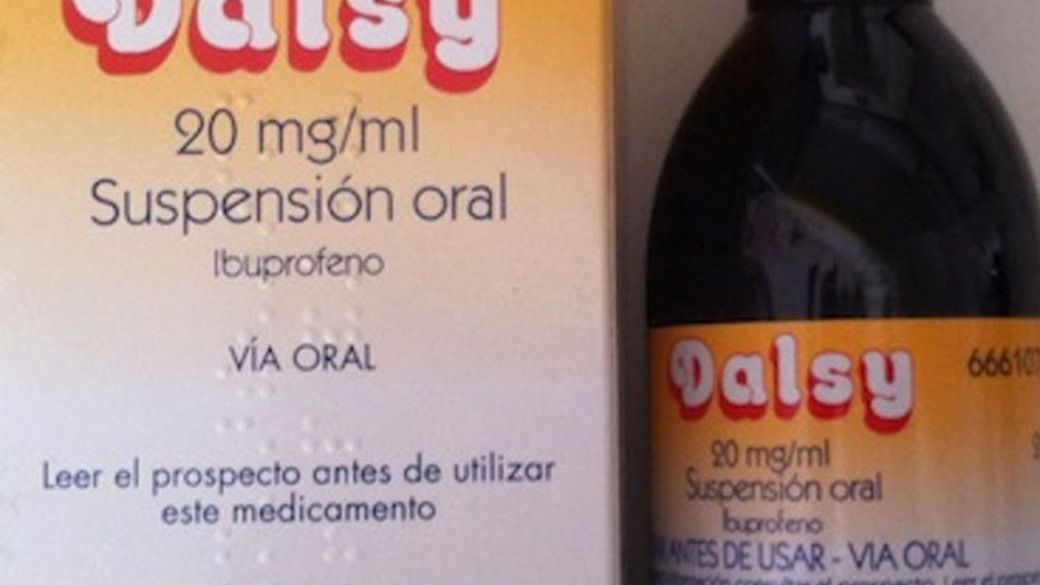 Dalsy
20 mg/ml
Suspensión oral
Ibuprofeno
VÍA ORAL
Leer el prospecto antes de utilizar
este medicamento
Dalsy
20 mg/ml
Suspensión oral
Ibuprofeno
ANTES DE USAR - VIA ORAL